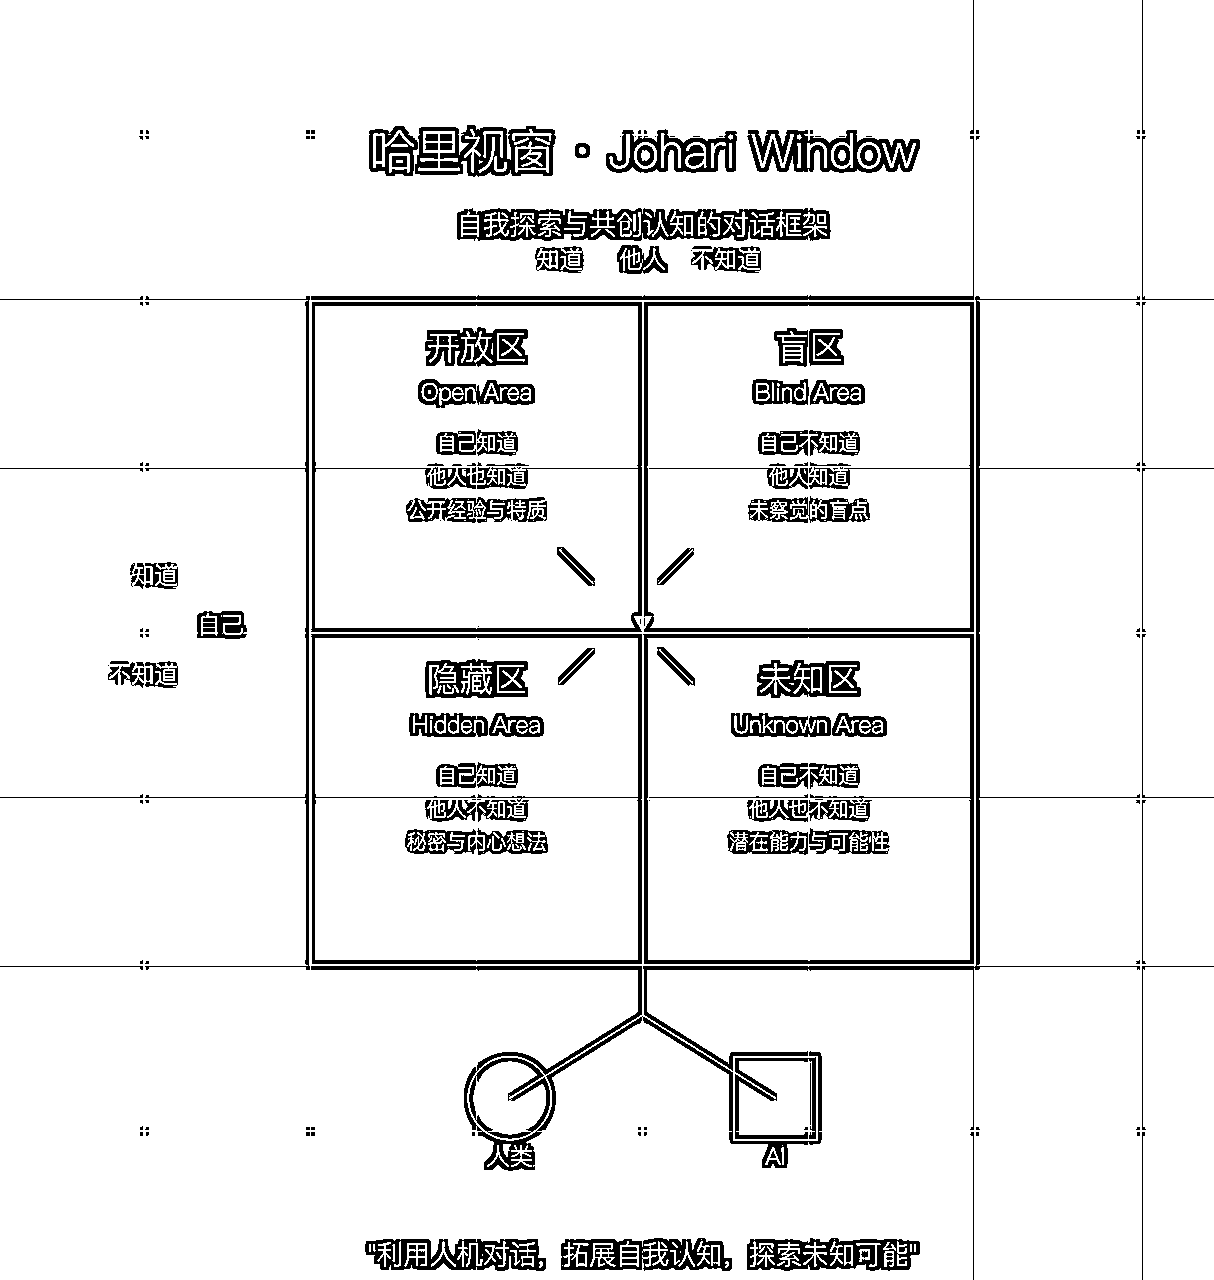 哈里视窗 · Johari Window
自我探索与共创认知的对话框架
知道 他人 不知道
开放区
Open Area
自己知道
他人也知道
公开经验与特质
盲区
Blind Area
自己不知道
他人知道
未察觉的盲点
知道
自己
不知道
隐藏区
Hidden Area
自己知道
他人不知道
秘密与内心想法
未知区
Unknown Area
自己不知道
他人也不知道
潜在能力与可能性
人类
AI
"利用人机对话，拓展自我认知，探索未知可能"